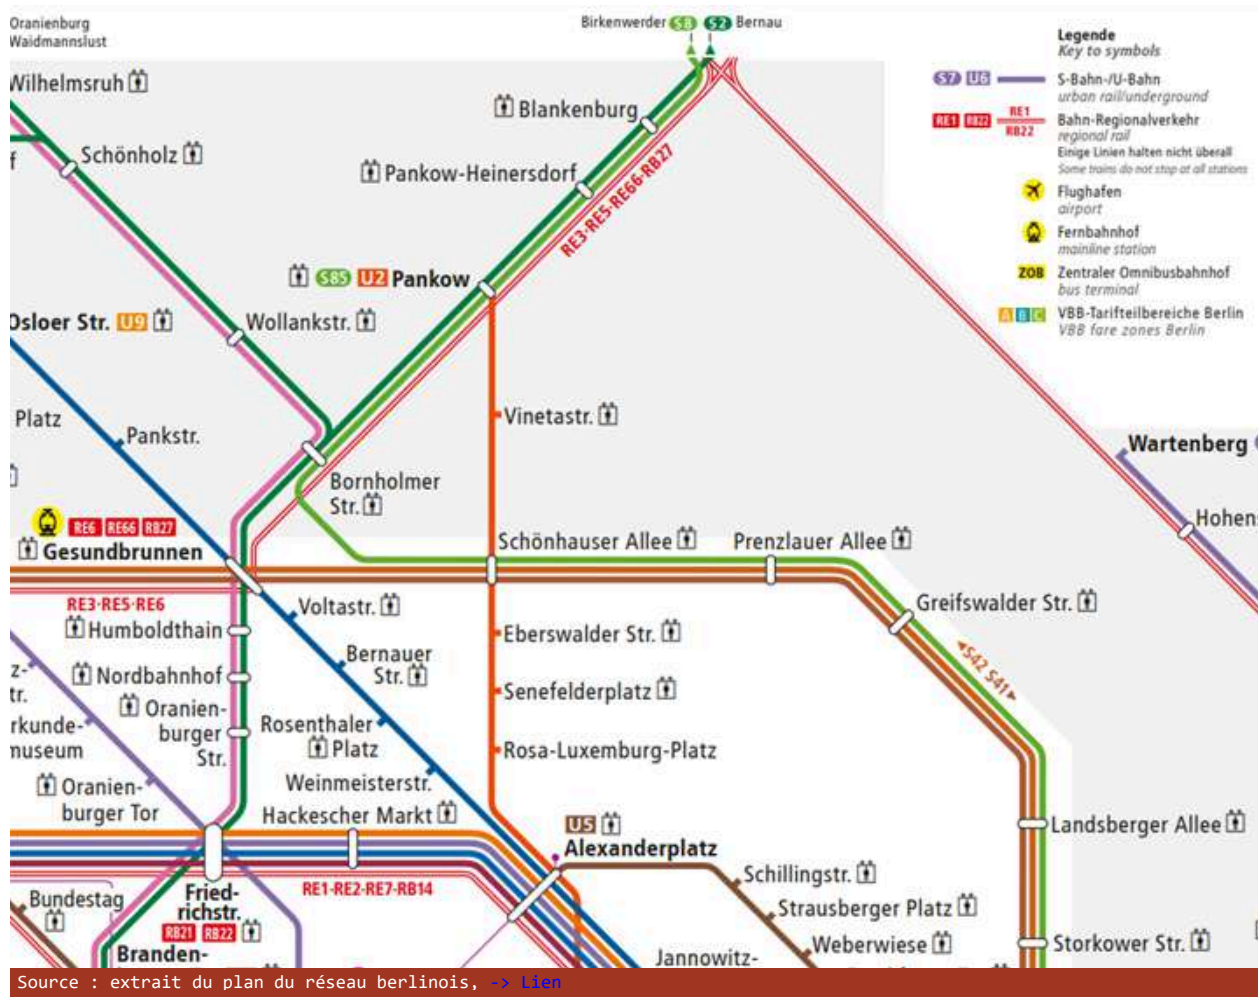 Oranienburg
Waidmannslust
Birkenwerder S8 S2 Bernau
Legende
Key to symbols
S7 U6 S-Bahn-/U-Bahn
urban rail/underground
RE1 RB22 RE1
RB22
Bahn-Regionalverkehr
regional rail
Einige Linien halten nicht überall
Some trains do not stop at all stations
Flughafen
airport
Fernbahnhof
mainline station
ZOB Zentraler Omnibusbahnhof
bus terminal
A B C VBB-Tarifteilbereiche Berlin
VBB fare zones Berlin
Wilhelmsruh
Schönholz
f
Blankenburg
Pankow-Heinersdorf
RE3·RE5·RE66·RB27
S85 U2 Pankow
Osloer Str. U9
Wollankstr.
Platz
Pankstr.
Vinetastr.
Wartenberg
Bornholmer
Str.
Hohen
RE6 RE66 RB27
Gesundbrunnen
Schönhauser Allee
Prenzlauer Allee
RE3·RE5·RE6
Voltastr.
Greifswalder Str.
Humboldthain
Eberswalder Str.
S42 S41
z-
tr.
Nordbahnhof
Bernauer
Str.
Senefelderplatz
rkunde-
museum
Oranien-
burger
Str.
Rosenthaler
Platz
Rosa-Luxemburg-Platz
Weinmeisterstr.
Oranien-
burger Tor
Hackescher Markt
U5
Alexanderplatz
Landsberger Allee
RE1-RE2-RE7-RB14
Schillingstr.
Bundestag
Fried-
richstr.
RB21 RB22
Strausberger Platz
Weberwiese
Storkower Str.
Branden-
Jannowitz-
Source : extrait du plan du réseau berlinois, -> Lien